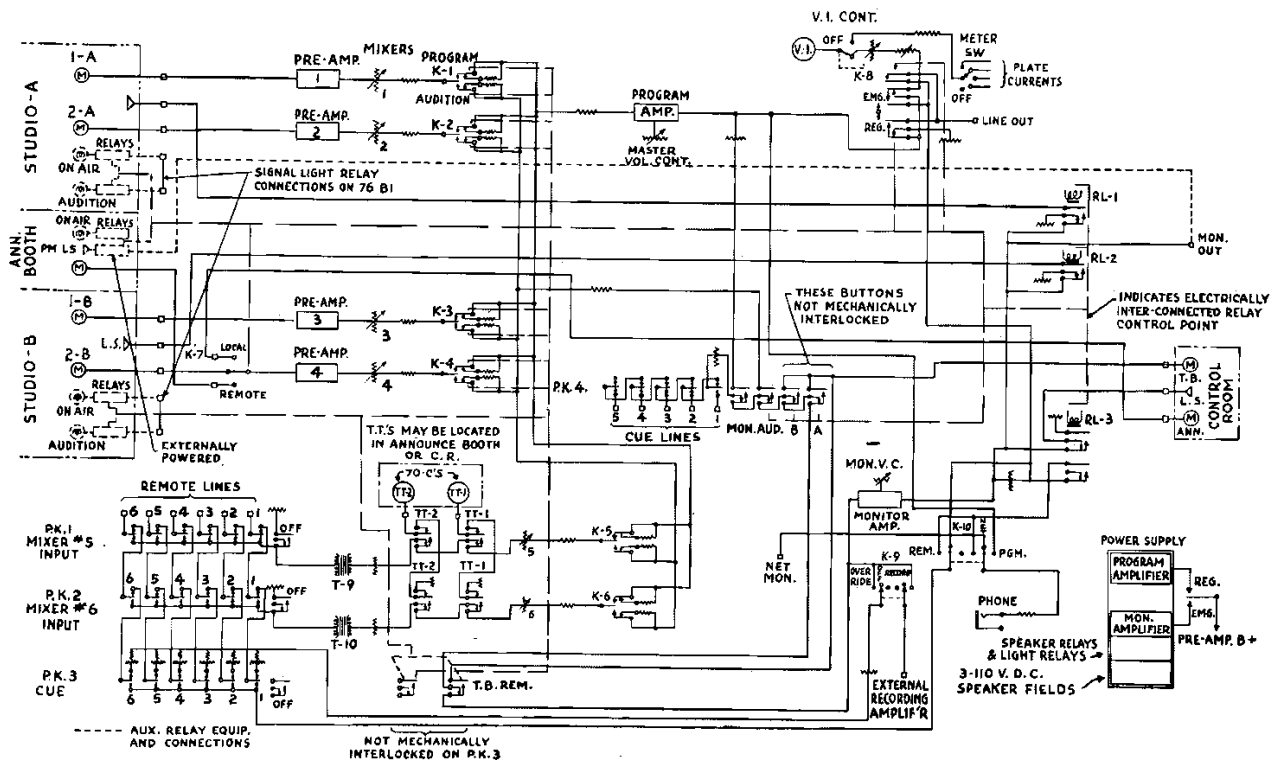 V.I. CONT.
OFF
V.I.
METER
SW
PLATE
CURRENTS
OFF
K-8
EMG.
REG.
LINE OUT
STUDIO-A
1-A
M
2-A
M
RELAYS
ON AIR
AUDITION
PRE-AMP.
1
MIXERS
1
PROGRAM
K-1
AUDITION
PRE-AMP.
2
2
K-2
PROGRAM
AMP.
MASTER
VOL. CONT.
SIGNAL LIGHT RELAY
CONNECTIONS ON 76 B1
ANN.
BOOTH
ON AIR
RELAYS
PM LS
M
RL-1
MON.
OUT
RL-2
STUDIO-B
1-B
M
L.S.
2-B
M
RELAYS
ON AIR
AUDITION
K-7
LOCAL
REMOTE
PRE-AMP.
3
3
K-3
PRE-AMP.
4
4
K-4
P.K.4.
THESE BUTTONS
NOT MECHANICALLY
INTERLOCKED
INDICATES ELECTRICALLY
INTER-CONNECTED RELAY
CONTROL POINT
5 4 3 2 1
CUE LINES
MON. AUD. B A
M
T.B.
L.S.
M
ANN.
CONTROL
ROOM
RL-3
EXTERNALLY
POWERED
T.T.'S MAY BE LOCATED
IN ANNOUNCE BOOTH
OR C.R.
70-C'S
TT-2
TT-1
TT-2
TT-1
TT-2
TT-1
REMOTE LINES
6 5 4 3 2 1
OFF
P.K.1
MIXER #5
INPUT
T-9
5
K-5
6 5 4 3 2 1
OFF
P.K.2
MIXER #6
INPUT
T-10
6
K-6
P.K.3
CUE
6 5 4 3 2 1
OFF
T.B. REM.
MON. V.C.
MONITOR
AMP.
NET
MON.
REM.
K-10
NET
PGM.
K-9
OVER
RIDE
RECORD
EXTERNAL
RECORDING
AMPLIF'R
PHONE
POWER SUPPLY
PROGRAM
AMPLIFIER
MON.
AMPLIFIER
REG.
EMG.
PRE-AMP. B+
SPEAKER RELAYS
& LIGHT RELAYS
3-110 V. D.C.
SPEAKER FIELDS
AUX. RELAY EQUIP.
AND CONNECTIONS
NOT MECHANICALLY
INTERLOCKED ON P.K.3